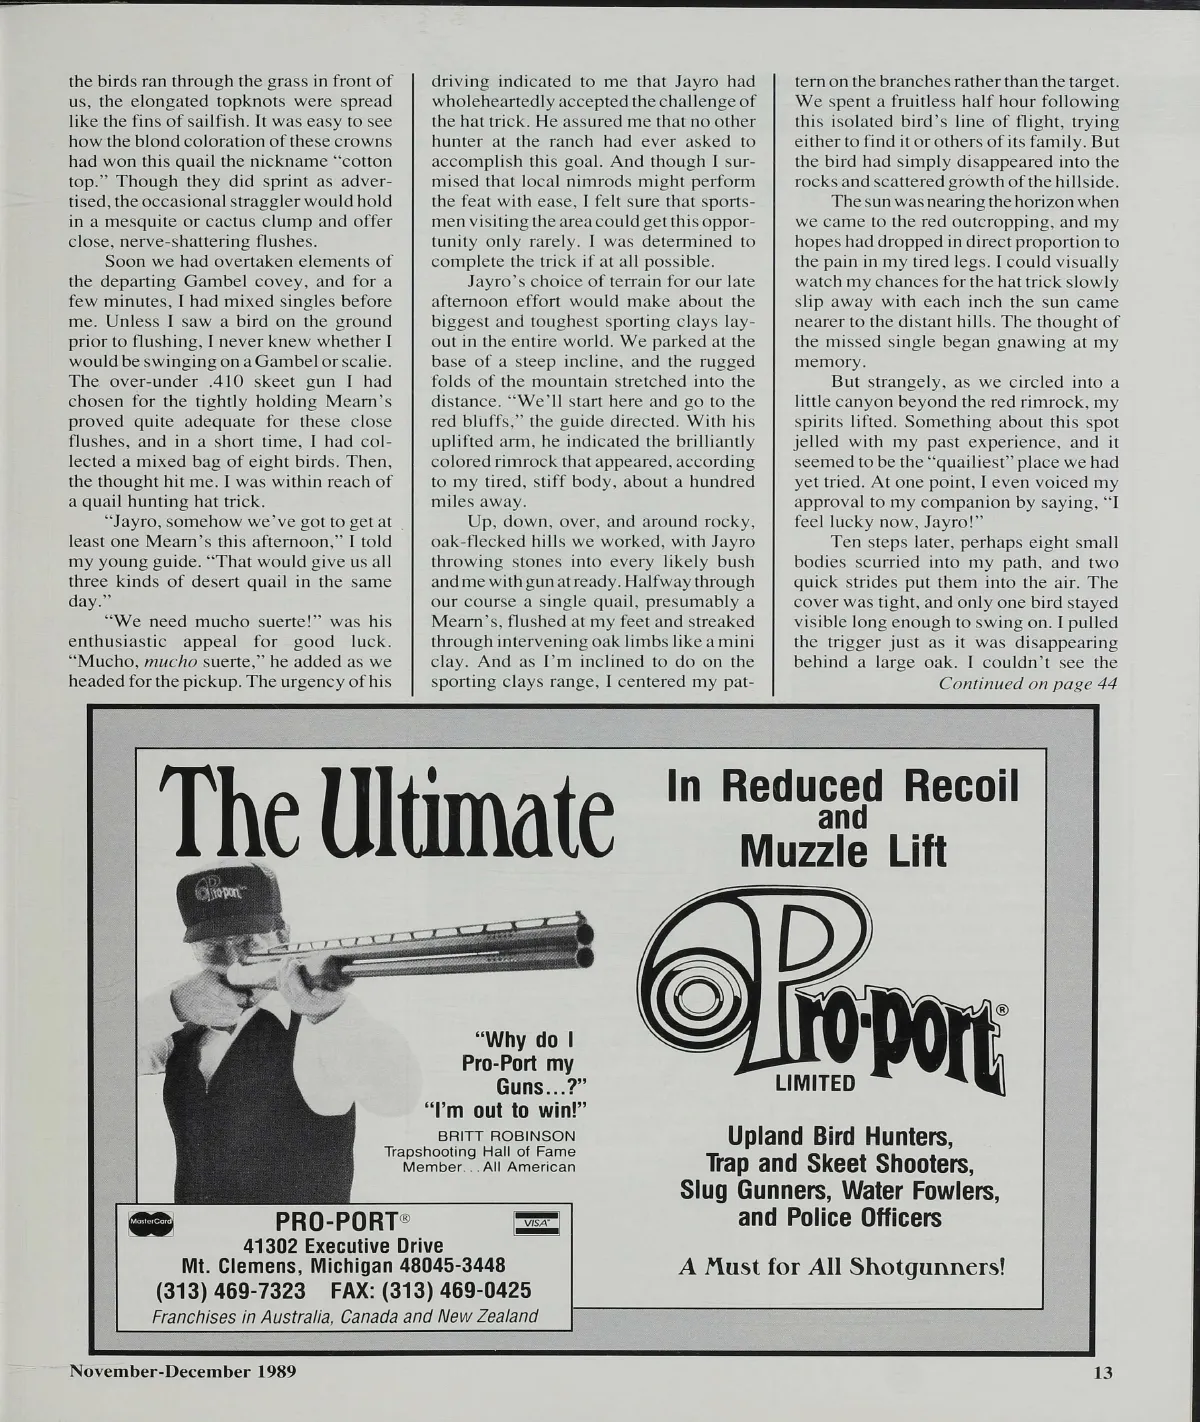 the birds ran through the grass in front of
us, the elongated topknots were spread
like the fins of sailfish. It was easy to see
how the blond coloration of these crowns
had won this quail the nickname “cotton
top.” Though they did sprint as adver-
tised, the occasional straggler would hold
in a mesquite or cactus clump and offer
close, nerve-shattering flushes.
Soon we had overtaken elements of
the departing Gambel covey, and for a
few minutes, I had mixed singles before
me. Unless I saw a bird on the ground
prior to flushing, I never knew whether I
would be swinging on a Gambel or scalie.
The over-under .410 skeet gun I had
chosen for the tightly holding Mearn’s
proved quite adequate for these close
flushes, and in a short time, I had col-
lected a mixed bag of eight birds. Then,
the thought hit me. I was within reach of
a quail hunting hat trick.
“Jayro, somehow we’ve got to get at
least one Mearn’s this afternoon,” I told
my young guide. “That would give us all
three kinds of desert quail in the same
day.”
“We need mucho suerte!” was his
enthusiastic appeal for good luck.
“Mucho, mucho suerte,” he added as we
headed for the pickup. The urgency of his
driving indicated to me that Jayro had
wholeheartedly accepted the challenge of
the hat trick. He assured me that no other
hunter at the ranch had ever asked to
accomplish this goal. And though I sur-
mised that local nimrods might perform
the feat with ease, I felt sure that sports-
men visiting the area could get this oppor-
tunity only rarely. I was determined to
complete the trick if at all possible.
Jayro’s choice of terrain for our late
afternoon effort would make about the
biggest and toughest sporting clays lay-
out in the entire world. We parked at the
base of a steep incline, and the rugged
folds of the mountain stretched into the
distance. “We’ll start here and go to the
red bluffs,” the guide directed. With his
uplifted arm, he indicated the brilliantly
colored rimrock that appeared, according
to my tired, stiff body, about a hundred
miles away.
Up, down, over, and around rocky,
oak-flecked hills we worked, with Jayro
throwing stones into every likely bush
and me with gun at ready. Halfway through
our course a single quail, presumably a
Mearn’s, flushed at my feet and streaked
through intervening oak limbs like a mini
clay. And as I’m inclined to do on the
sporting clays range, I centered my pat-
tern on the branches rather than the target.
We spent a fruitless half hour following
this isolated bird’s line of flight, trying
either to find it or others of its family. But
the bird had simply disappeared into the
rocks and scattered growth of the hillside.
The sun was nearing the horizon when
we came to the red outcropping, and my
hopes had dropped in direct proportion to
the pain in my tired legs. I could visually
watch my chances for the hat trick slowly
slip away with each inch the sun came
nearer to the distant hills. The thought of
the missed single began gnawing at my
memory.
But strangely, as we circled into a
little canyon beyond the red rimrock, my
spirits lifted. Something about this spot
jelled with my past experience, and it
seemed to be the “quailiest” place we had
yet tried. At one point, I even voiced my
approval to my companion by saying, “I
feel lucky now, Jayro!”
Ten steps later, perhaps eight small
bodies scurried into my path, and two
quick strides put them into the air. The
cover was tight, and only one bird stayed
visible long enough to swing on. I pulled
the trigger just as it was disappearing
behind a large oak. I couldn’t see the
Continued on page 44
The Ultimate
In Reduced Recoil
and
Muzzle Lift
Pro-port
Pro-port®
LIMITED
“Why do I
Pro-Port my
Guns...?”
“I’m out to win!”
BRITT ROBINSON
Trapshooting Hall of Fame
Member...All American
Upland Bird Hunters,
Trap and Skeet Shooters,
Slug Gunners, Water Fowlers,
and Police Officers
A Must for All Shotgunners!
MasterCard
PRO-PORT®
VISA
41302 Executive Drive
Mt. Clemens, Michigan 48045-3448
(313) 469-7323 FAX: (313) 469-0425
Franchises in Australia, Canada and New Zealand
November-December 1989
13